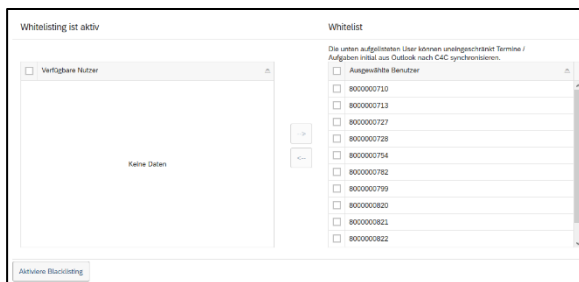 Whitelisting ist aktiv
Whitelist
Die unten aufgelisteten User können uneingeschränkt Termine /
Aufgaben initial aus Outlook nach C4C synchronisieren.
Verfügbare Nutzer
Keine Daten
-->
<--
Ausgewählte Benutzer
8000000710
8000000713
8000000727
8000000728
8000000754
8000000782
8000000799
8000000820
8000000821
8000000822
Aktiviere Blacklisting